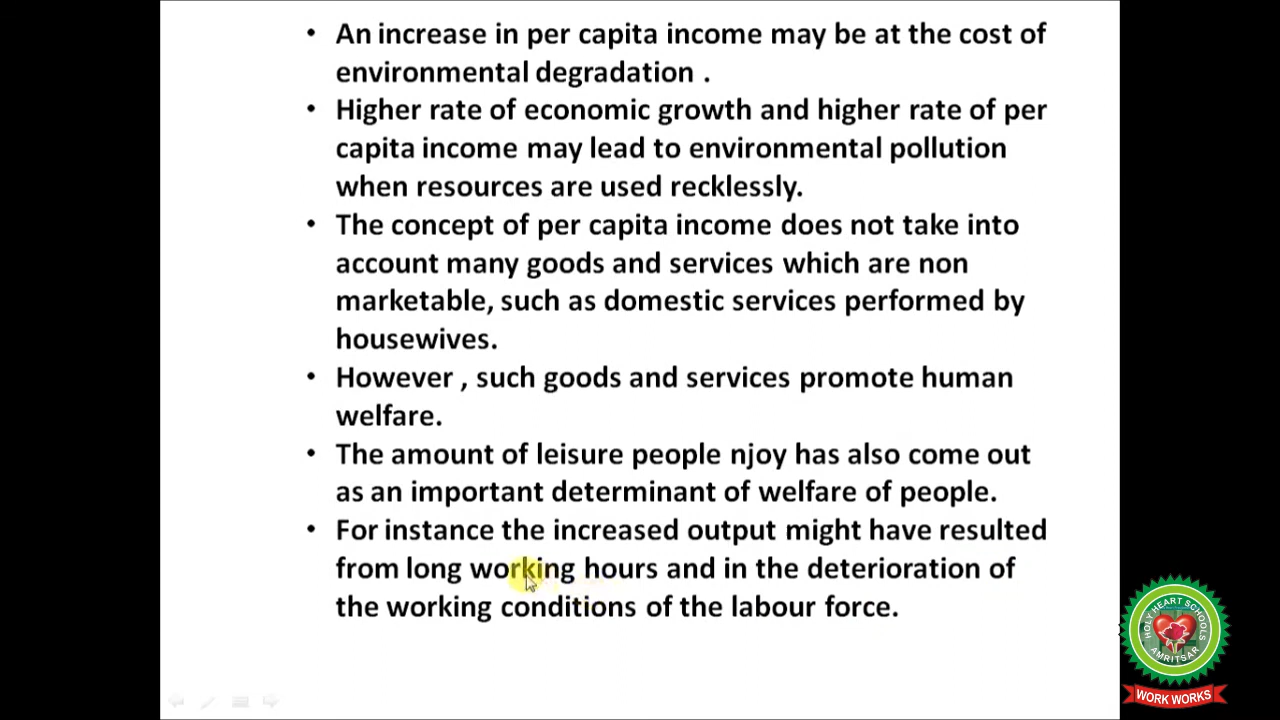 • An increase in per capita income may be at the cost of
environmental degradation .
• Higher rate of economic growth and higher rate of per
capita income may lead to environmental pollution
when resources are used recklessly.
• The concept of per capita income does not take into
account many goods and services which are non
marketable, such as domestic services performed by
housewives.
• However , such goods and services promote human
welfare.
• The amount of leisure people njoy has also come out
as an important determinant of welfare of people.
• For instance the increased output might have resulted
from long working hours and in the deterioration of
the working conditions of the labour force.
HOLY HEART SCHOOLS
AMRITSAR
WORK WORKS